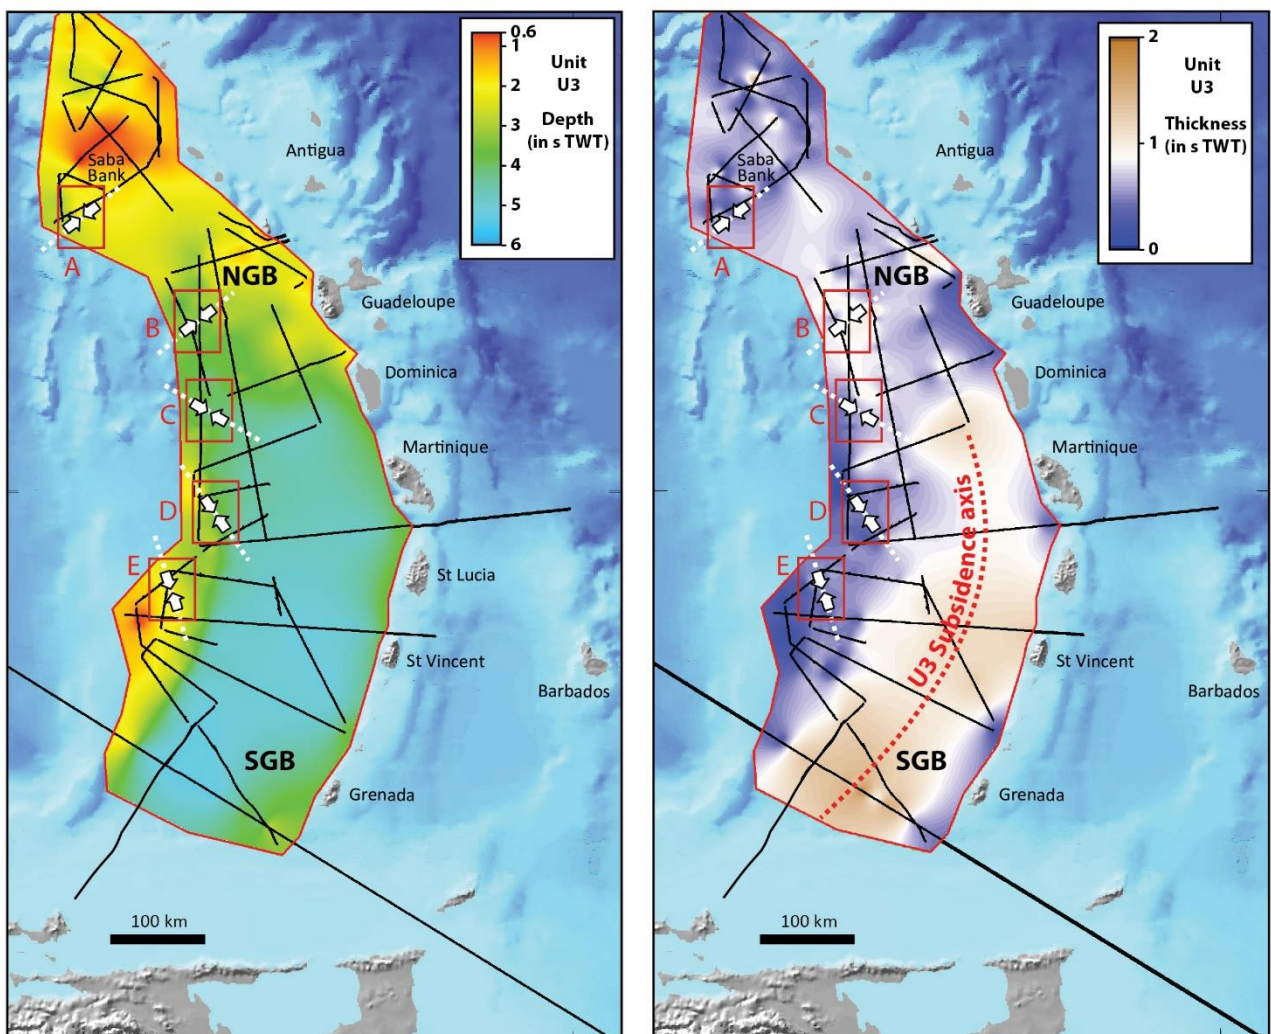 0.6
1
2
3
4
5
6
Unit
U3
Depth
(in s TWT)
Antigua
Saba
Bank
A
NGB
Guadeloupe
B
Dominica
C
Martinique
D
E
St Lucia
St Vincent
Barbados
SGB
Grenada
100 km
2
1
0
Unit
U3
Thickness
(in s TWT)
Antigua
Saba
Bank
A
NGB
Guadeloupe
B
Dominica
C
Martinique
D
U3 Subsidence axis
E
St Lucia
St Vincent
Barbados
SGB
Grenada
100 km